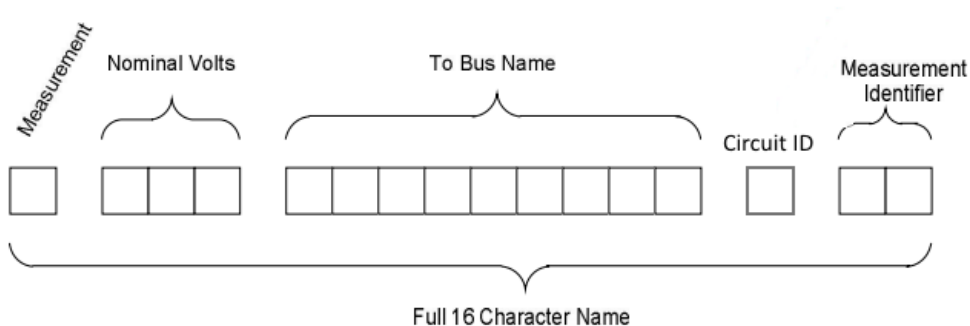 Measurement
Nominal Volts
To Bus Name
Circuit ID
Measurement
Identifier
Full 16 Character Name